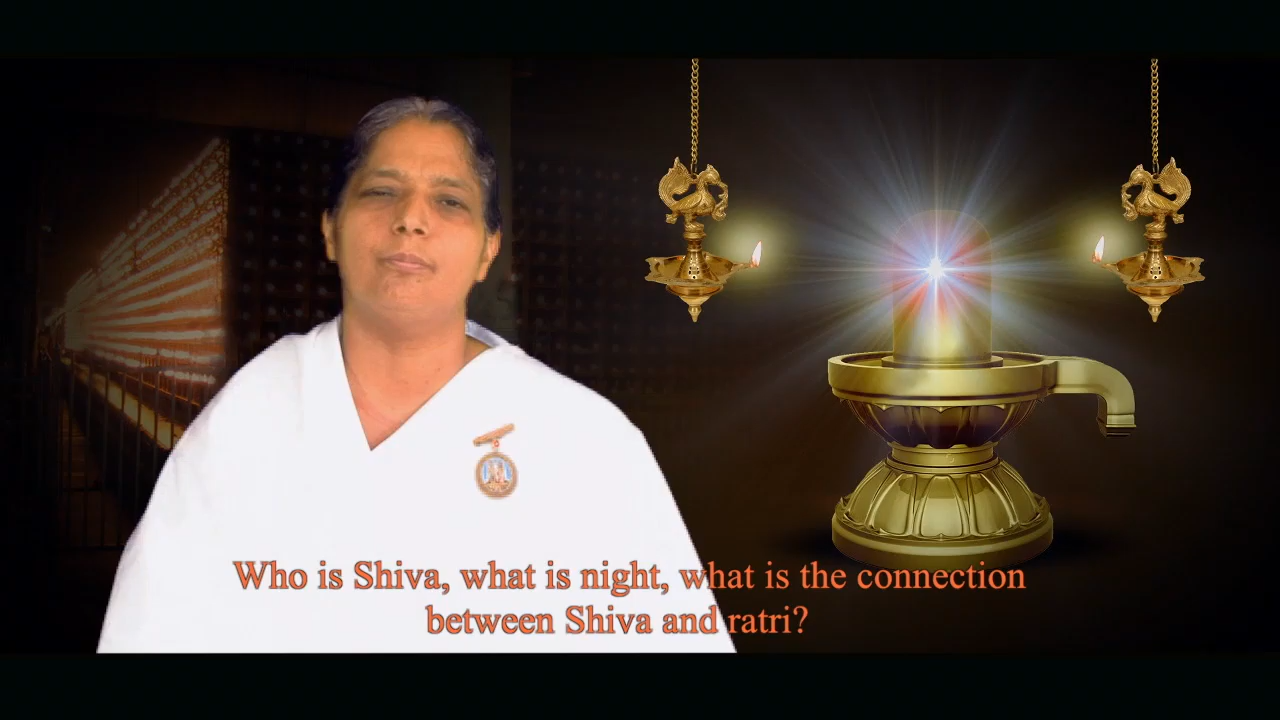 Who is Shiva, what is night, what is the connection
between Shiva and ratri?